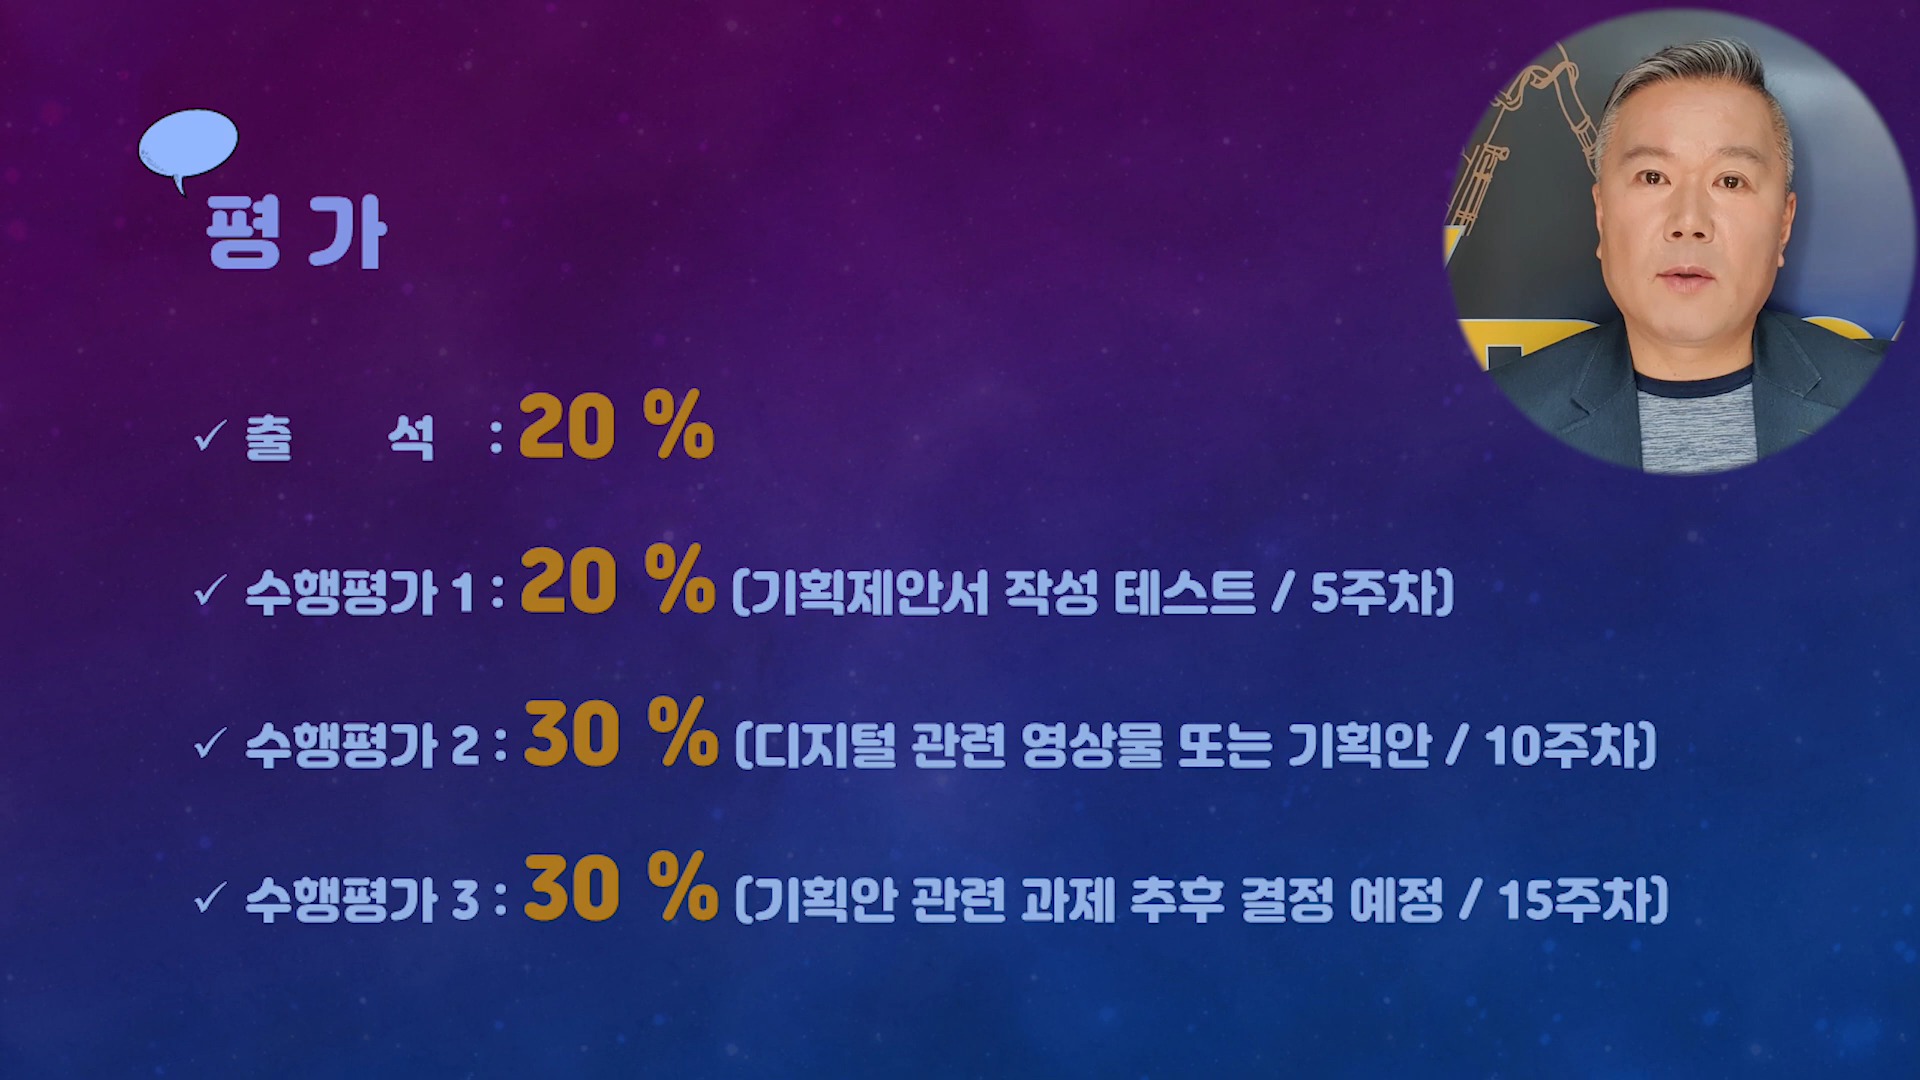 평 가
✓ 출 석 : 20 %
✓ 수행평가 1 : 20 % (기획제안서 작성 테스트 / 5주차)
✓ 수행평가 2 : 30 % (디지털 관련 영상물 또는 기획안 / 10주차)
✓ 수행평가 3 : 30 % (기획안 관련 과제 추후 결정 예정 / 15주차)